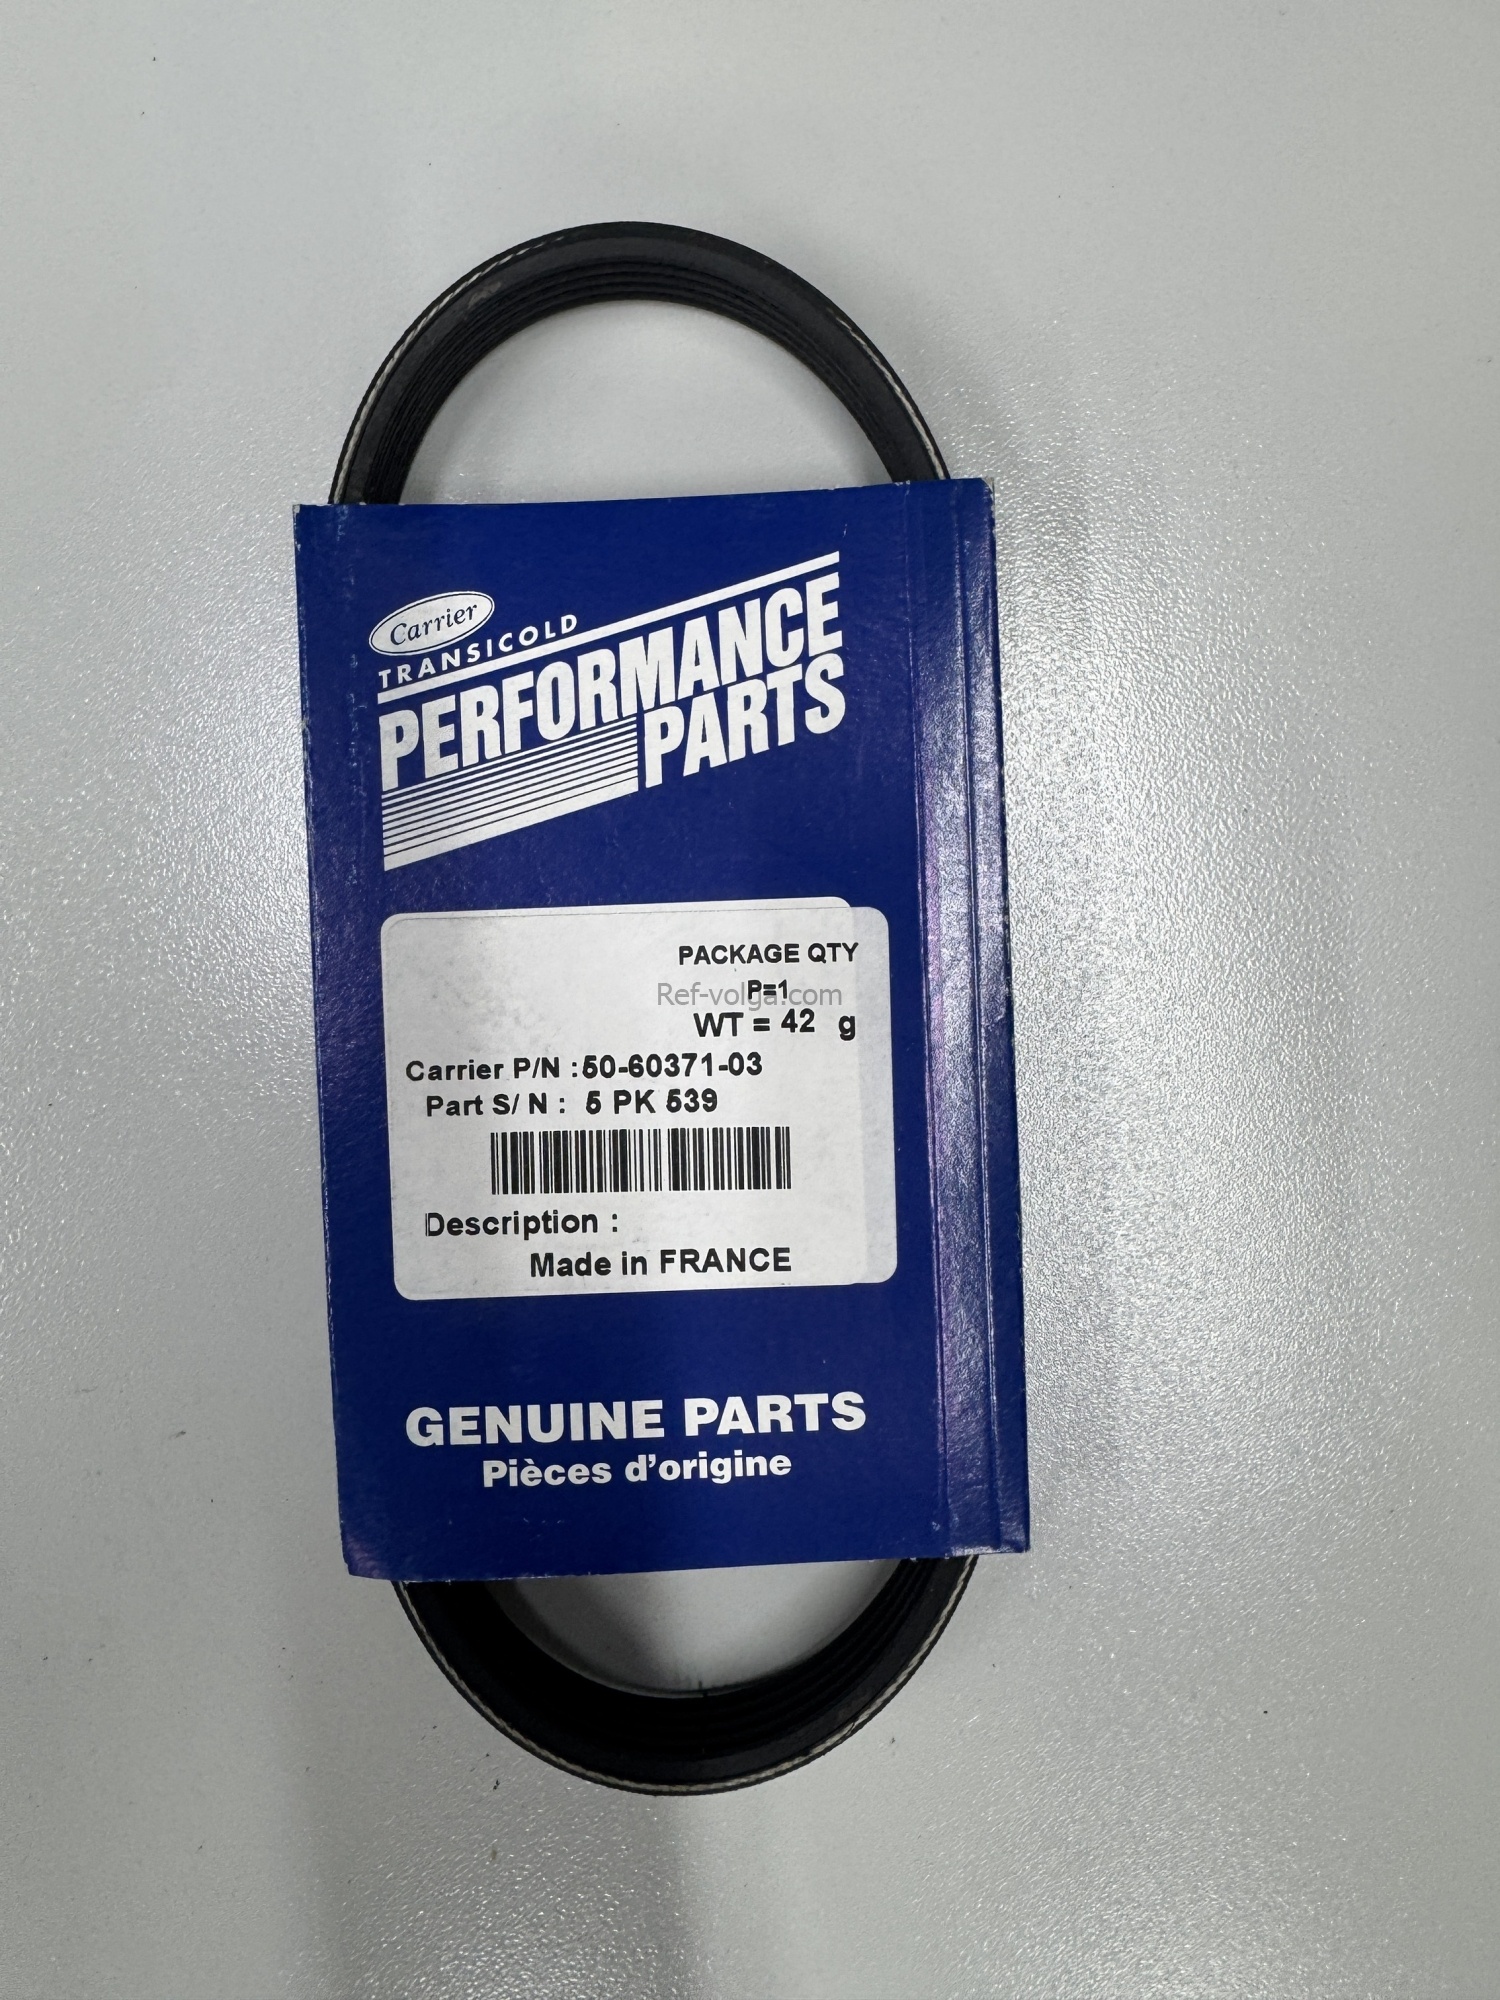 Carrier
TRANSICOLD
PERFORMANCE
PARTS
PACKAGE QTY
P=1
Ref-volga.com
WT = 42 g
Carrier P/N :50-60371-03
Part S/ N : 5 PK 539
Description :
Made in FRANCE
GENUINE PARTS
Pièces d'origine